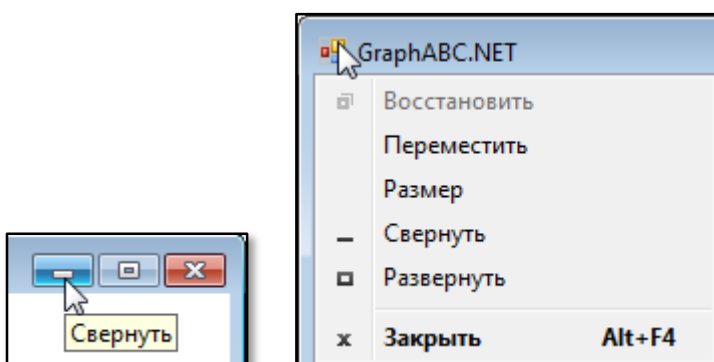 GraphABC.NET
Восстановить
Переместить
Размер
Свернуть
Развернуть
Закрыть Alt+F4
Свернуть